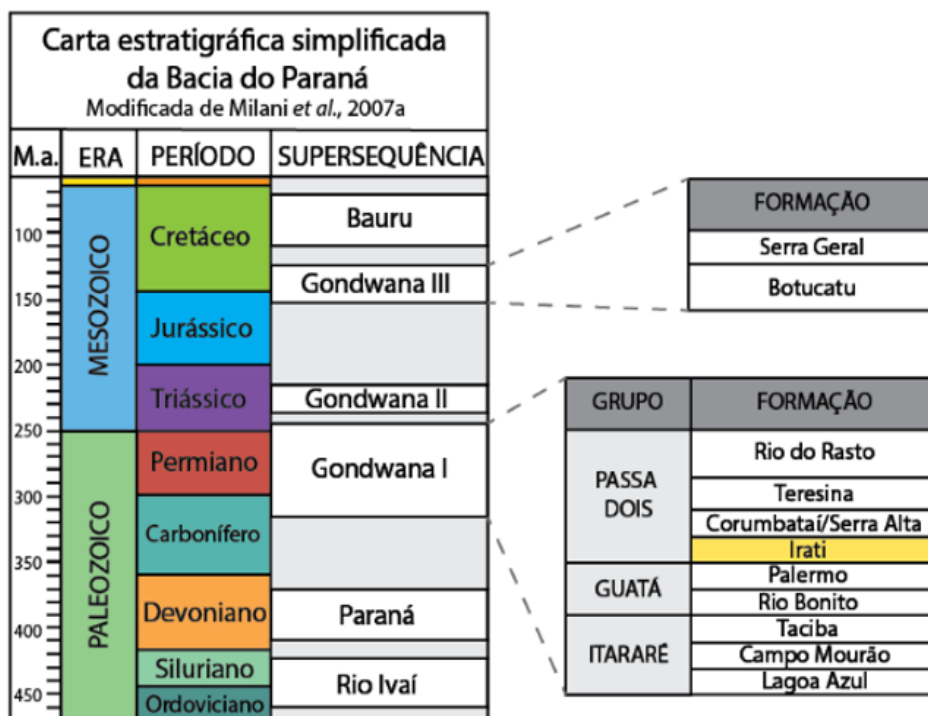 Carta estratigráfica simplificada
da Bacia do Paraná
Modificada de Milani et al., 2007a
M.a. ERA PERÍODO SUPERSEQUÊNCIA
100
150
200
250
300
350
400
450
MESOZOICO
PALEOZOICO
Cretáceo
Jurássico
Triássico
Permiano
Carbonífero
Devoniano
Siluriano
Ordoviciano
Bauru
Gondwana III
Gondwana II
Gondwana I
Paraná
Rio Ivaí
FORMAÇÃO
Serra Geral
Botucatu
GRUPO FORMAÇÃO
PASSA
DOIS
Rio do Rasto
Teresina
Corumbataí/Serra Alta
Irati
GUATÁ
Palermo
Rio Bonito
ITARARÉ
Taciba
Campo Mourão
Lagoa Azul